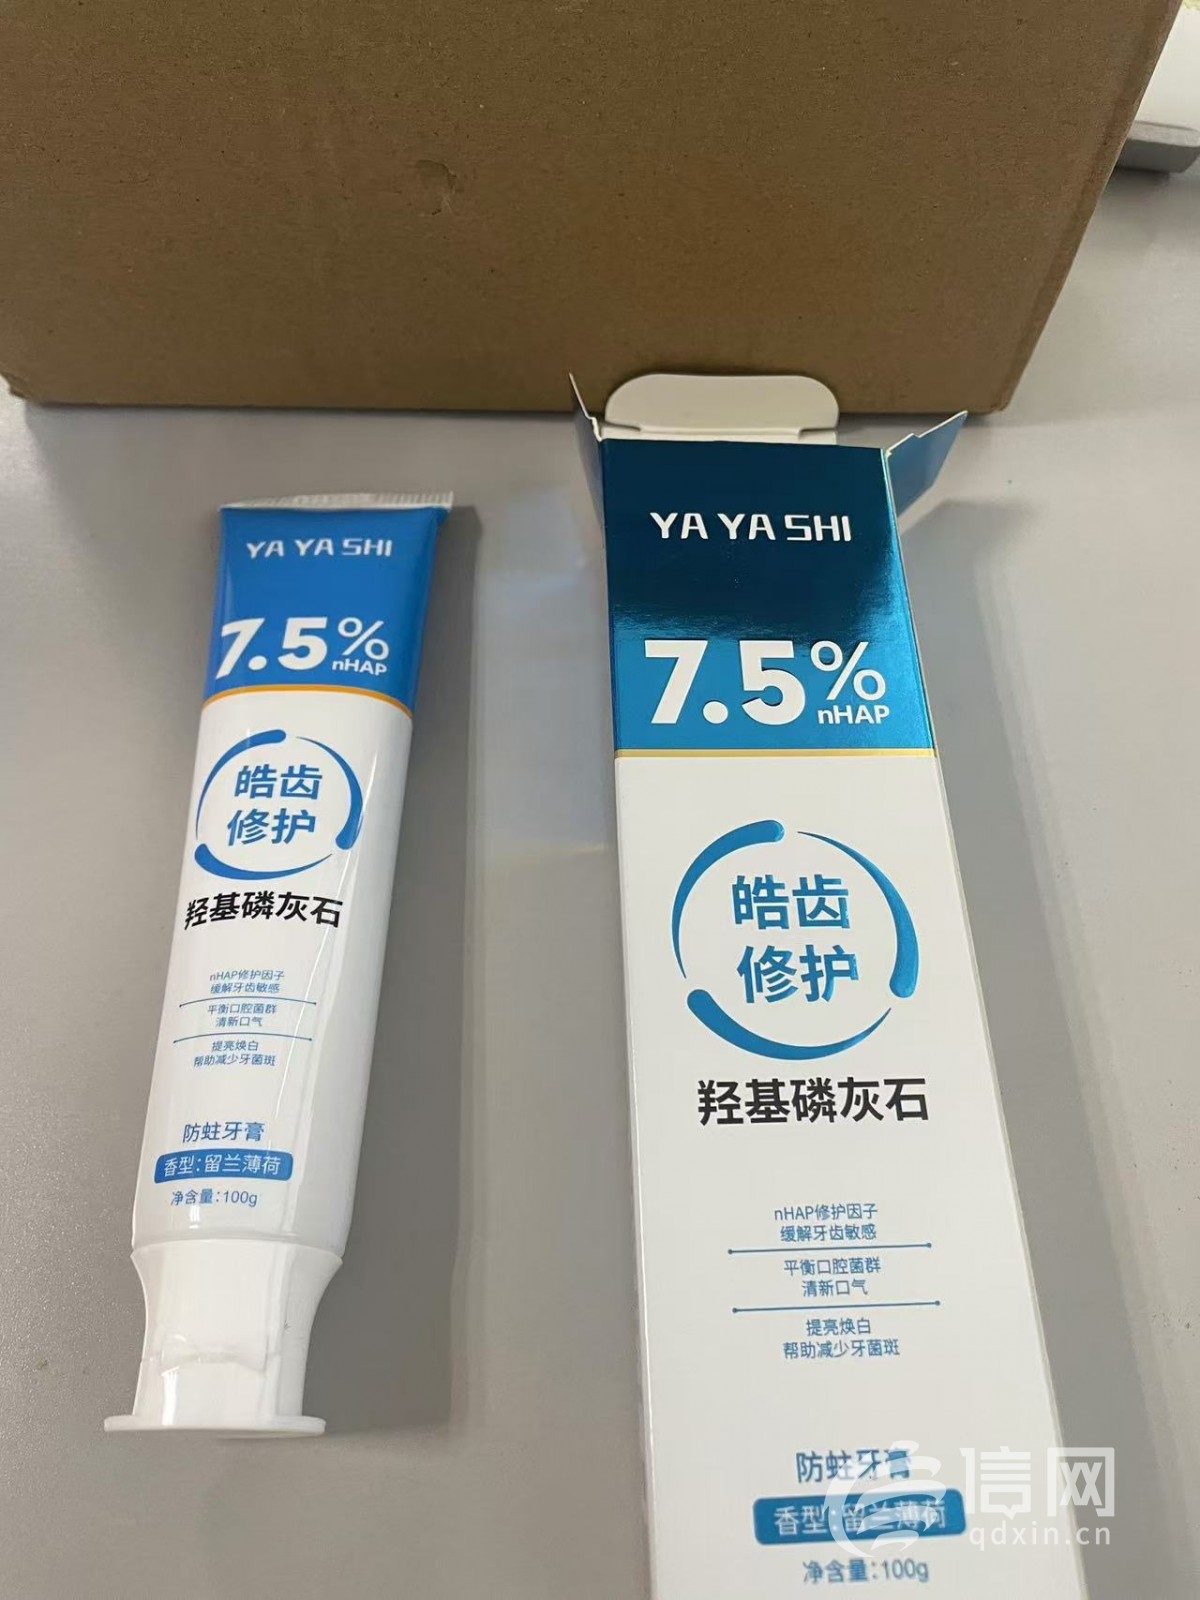 YA YA SHI
7.5%
nHAP
皓齿
修护
羟基磷灰石
nHAP修护因子
缓解牙齿敏感
平衡口腔菌群
清新口气
提亮焕白
帮助减少牙菌斑
防蛀牙膏
香型:留兰薄荷
净含量:100g
YA YA SHI
7.5%
nHAP
皓齿
修护
羟基磷灰石
nHAP修护因子
缓解牙齿敏感
平衡口腔菌群
清新口气
提亮焕白
帮助减少牙菌斑
防蛀牙膏
香型:留兰薄荷
净含量:100g
信网
qdxin.cn